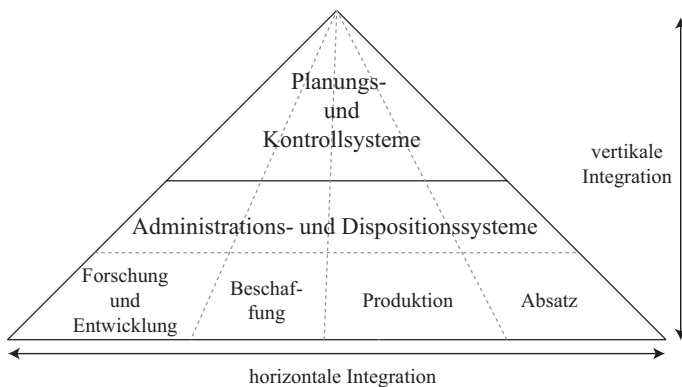 Planungs-
und
Kontrollsysteme
vertikale
Integration
Administrations- und Dispositionssysteme
Forschung
und
Entwicklung
Beschaf-
fung
Produktion
Absatz
horizontale Integration